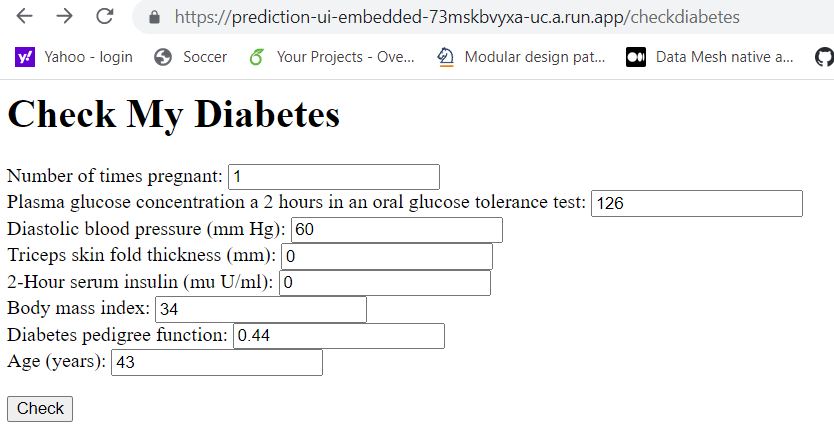 https://prediction-ui-embedded-73mskbvyxa-uc.a.run.app/checkdiabetes
y! Yahoo - login Soccer Your Projects - Ove... Modular design pat... Data Mesh native a...
Check My Diabetes
Number of times pregnant: 1
Plasma glucose concentration a 2 hours in an oral glucose tolerance test: 126
Diastolic blood pressure (mm Hg): 60
Triceps skin fold thickness (mm): 0
2-Hour serum insulin (mu U/ml): 0
Body mass index: 34
Diabetes pedigree function: 0.44
Age (years): 43
Check